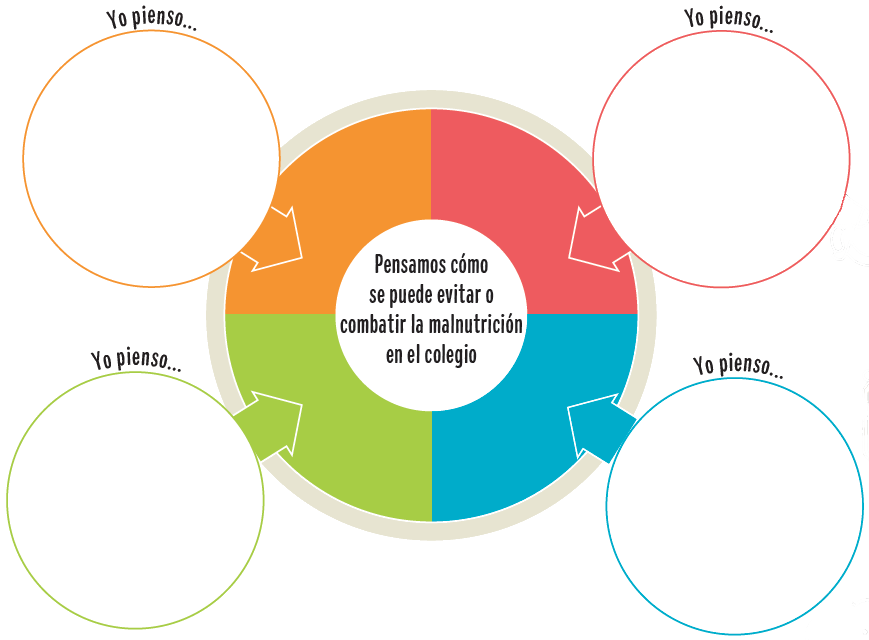 Yo pienso...
Yo pienso...
Pensamos cómo
se puede evitar o
combatir la malnutrición
en el colegio
Yo pienso...
Yo pienso...